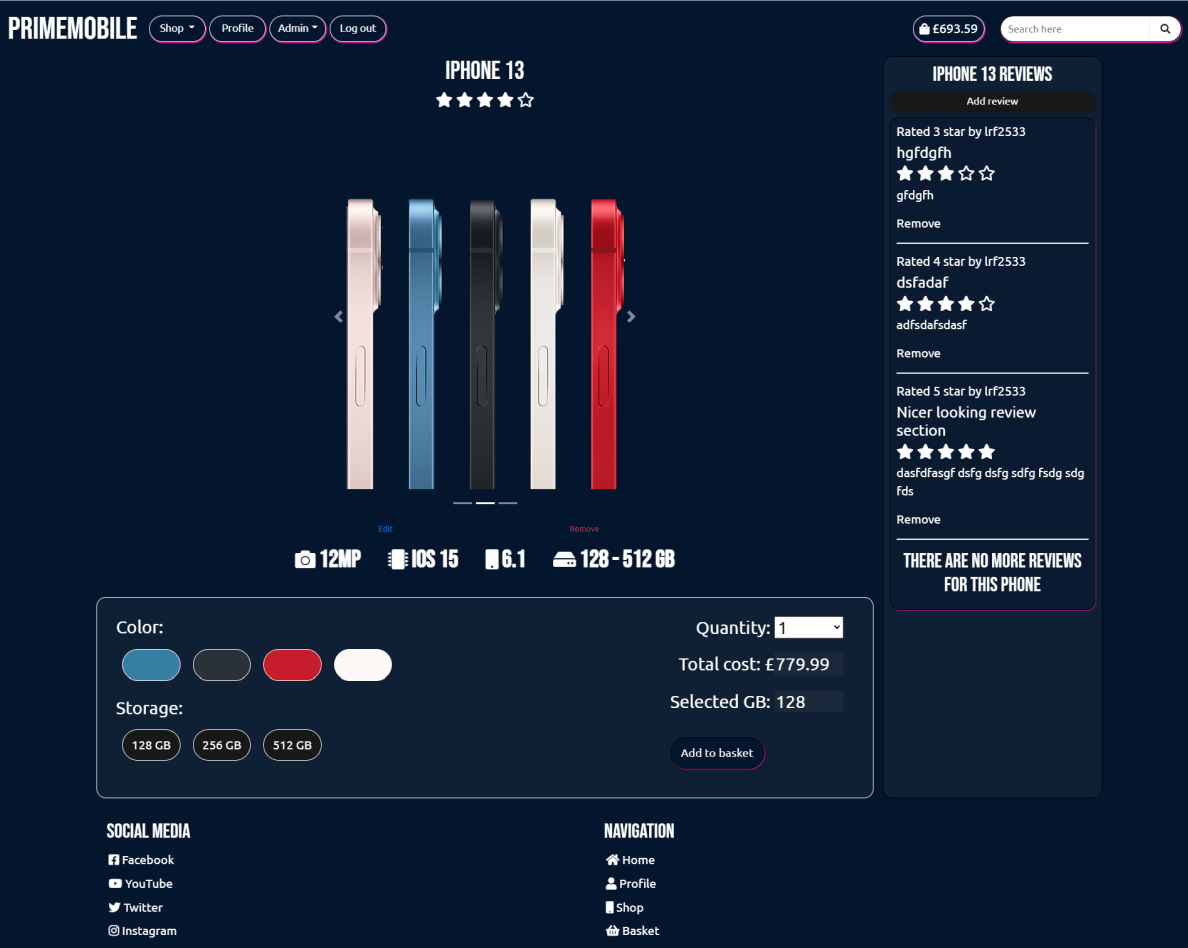 PRIMEMOBILE
Shop
Profile
Admin
Log out
£693.59
Search here
IPHONE 13
IPHONE 13 REVIEWS
Add review
Rated 3 star by lrf2533
hgfdgfh
gfdgfh
Remove
Rated 4 star by lrf2533
dsfadaf
adfsdafsdasf
Remove
Rated 5 star by lrf2533
Nicer looking review
section
dasfdfasgf dsfg dsfg sdfg fsdg sdg
fds
Remove
THERE ARE NO MORE REVIEWS
FOR THIS PHONE
Edit
Remove
12MP
IOS 15
6.1
128 - 512 GB
Color:
Storage:
128 GB
256 GB
512 GB
Quantity: 1
Total cost: £779.99
Selected GB: 128
Add to basket
SOCIAL MEDIA
Facebook
YouTube
Twitter
Instagram
NAVIGATION
Home
Profile
Shop
Basket